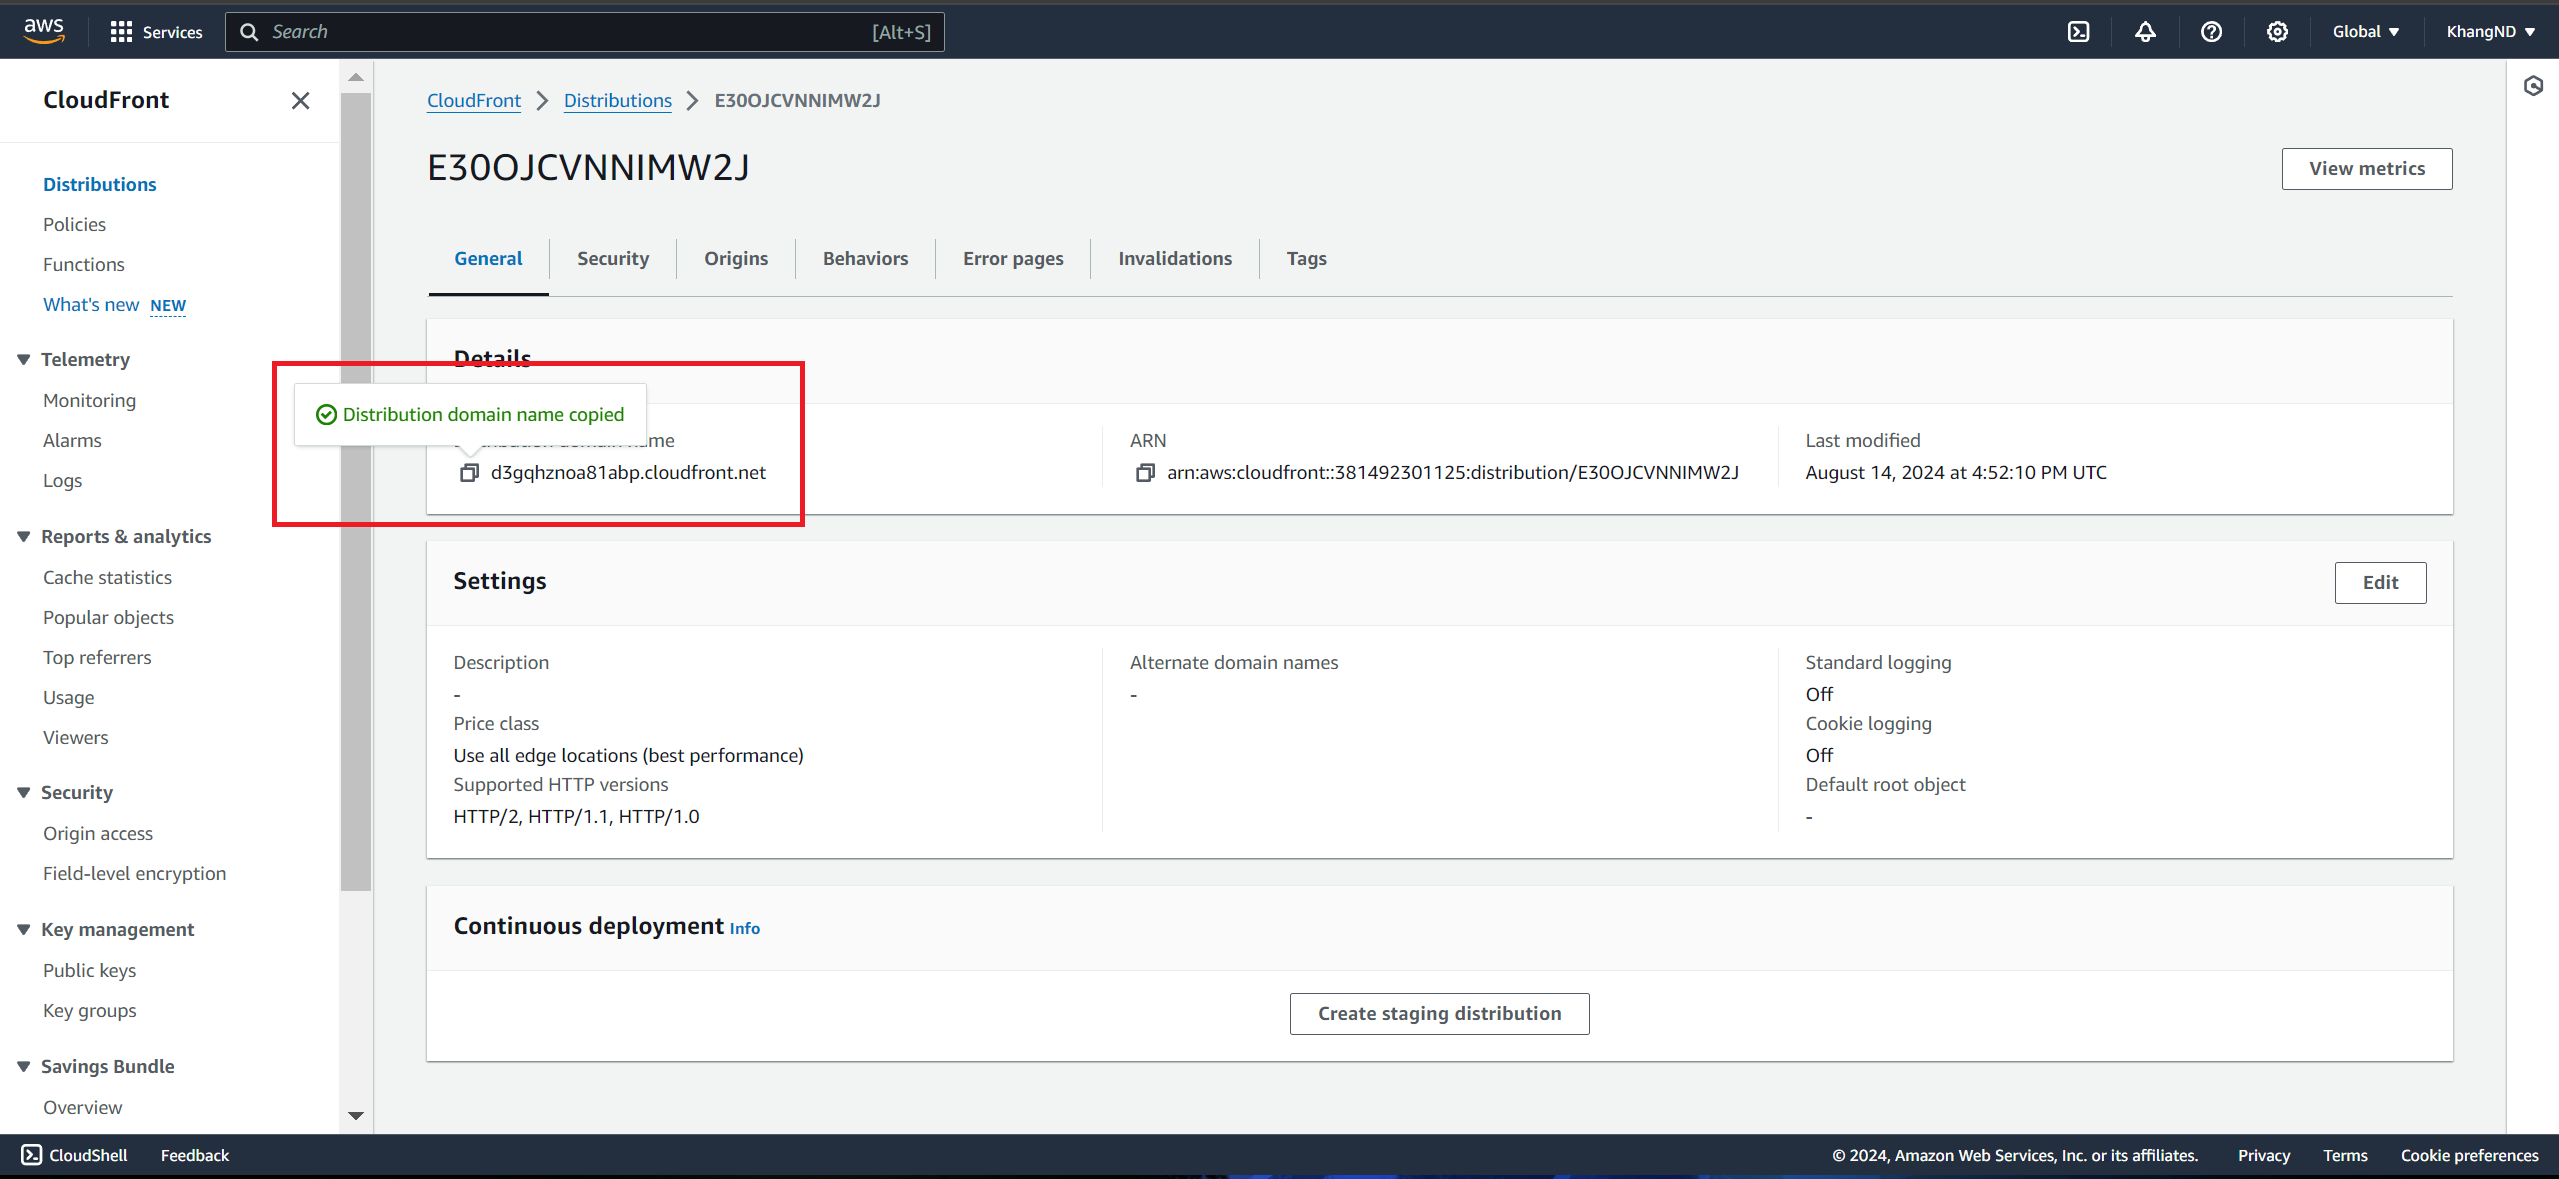 aws
Services
Search
[Alt+S]
Global
KhangND
CloudFront
Distributions
Policies
Functions
What's new NEW
Telemetry
Monitoring
Alarms
Logs
Reports & analytics
Cache statistics
Popular objects
Top referrers
Usage
Viewers
Security
Origin access
Field-level encryption
Key management
Public keys
Key groups
Savings Bundle
Overview
CloudFront > Distributions > E30OJCVNNIMW2J
E30OJCVNNIMW2J
View metrics
General
Security
Origins
Behaviors
Error pages
Invalidations
Tags
Details
Distribution domain name copied
d3gqhznoa81abp.cloudfront.net
ARN
arn:aws:cloudfront::381492301125:distribution/E30OJCVNNIMW2J
Last modified
August 14, 2024 at 4:52:10 PM UTC
Settings
Edit
Description
-
Price class
Use all edge locations (best performance)
Supported HTTP versions
HTTP/2, HTTP/1.1, HTTP/1.0
Alternate domain names
-
Standard logging
Off
Cookie logging
Off
Default root object
-
Continuous deployment Info
Create staging distribution
CloudShell
Feedback
© 2024, Amazon Web Services, Inc. or its affiliates.
Privacy
Terms
Cookie preferences